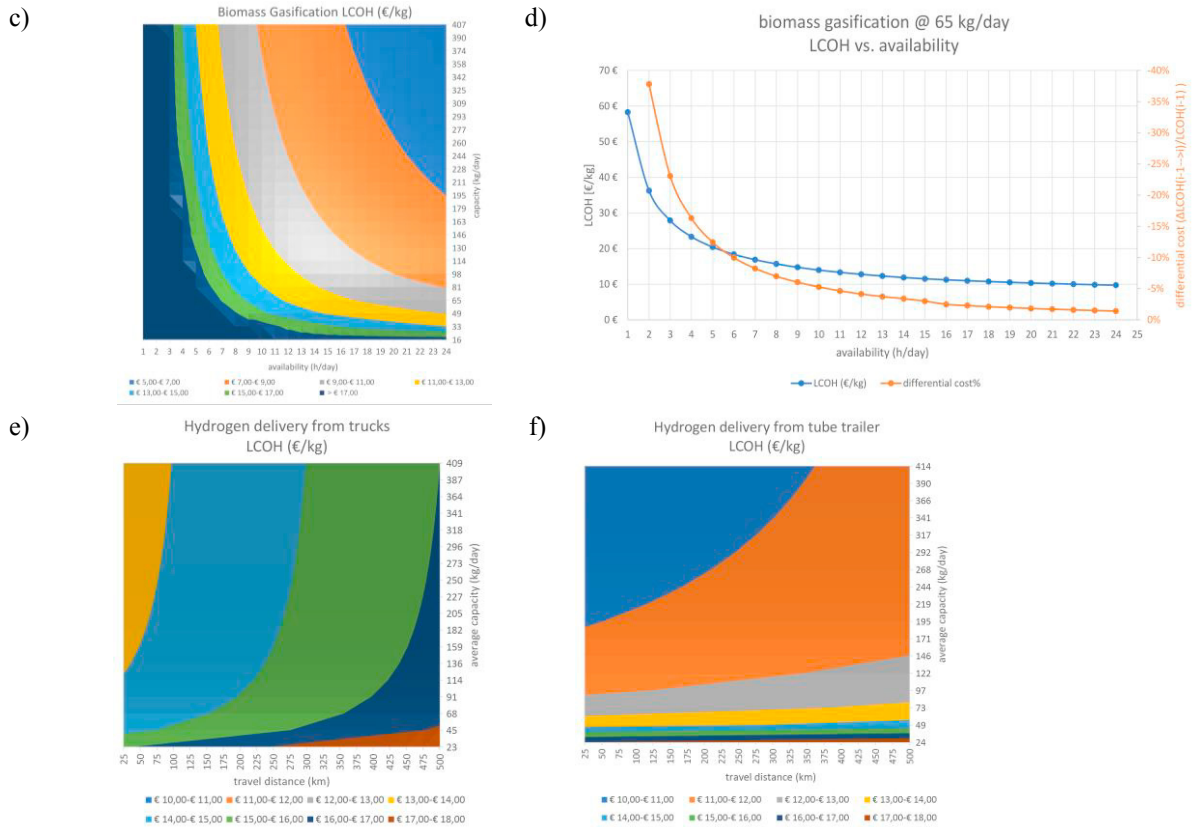 c)
Biomass Gasification LCOH (€/kg)
407
390
374
358
342
325
309
293
277
260
244
228
211
195
179
163
146
130
114
98
81
65
49
33
16
capacity (kg/day)
1 2 3 4 5 6 7 8 9 10 11 12 13 14 15 16 17 18 19 20 21 22 23 24
availability (h/day)
€ 5,00-€ 7,00 € 7,00-€ 9,00 € 9,00-€ 11,00 € 11,00-€ 13,00
€ 13,00-€ 15,00 € 15,00-€ 17,00 > € 17,00
d)
biomass gasification @ 65 kg/day
LCOH vs. availability
70 €
60 €
50 €
40 €
30 €
20 €
10 €
0 €
LCOH [€/kg]
-40%
-35%
-30%
-25%
-20%
-15%
-10%
-5%
0%
differential cost (ΔLCOH(i-1-->i)/LCOH(i-1) )
1 2 3 4 5 6 7 8 9 10 11 12 13 14 15 16 17 18 19 20 21 22 23 24 25
availability (h/day)
LCOH (€/kg) differential cost%
e)
Hydrogen delivery from trucks
LCOH (€/kg)
409
387
364
341
318
296
273
250
227
205
182
159
136
114
91
68
45
23
average capacity (kg/day)
25 50 75 100 125 150 175 200 225 250 275 300 325 350 375 400 425 450 475 500
travel distance (km)
€ 10,00-€ 11,00 € 11,00-€ 12,00 € 12,00-€ 13,00 € 13,00-€ 14,00
€ 14,00-€ 15,00 € 15,00-€ 16,00 € 16,00-€ 17,00 € 17,00-€ 18,00
f)
Hydrogen delivery from tube trailer
LCOH (€/kg)
414
390
366
341
317
292
268
244
219
195
171
146
122
97
73
49
24
average capacity (kg/day)
25 50 75 100 125 150 175 200 225 250 275 300 325 350 375 400 425 450 475 500
travel distance (km)
€ 10,00-€ 11,00 € 11,00-€ 12,00 € 12,00-€ 13,00 € 13,00-€ 14,00
€ 14,00-€ 15,00 € 15,00-€ 16,00 € 16,00-€ 17,00 € 17,00-€ 18,00